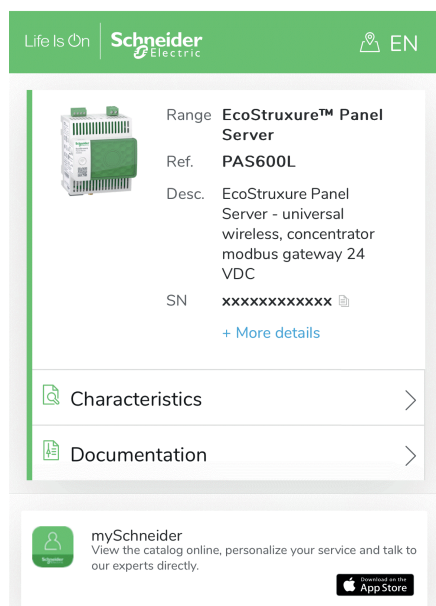 Life Is On Schneider Electric EN
Range EcoStruxure™ Panel
Server
Ref. PAS600L
Desc. EcoStruxure Panel
Server - universal
wireless, concentrator
modbus gateway 24
VDC
SN xxxxxxxxxxxx
+ More details
Characteristics
Documentation
mySchneider
View the catalog online, personalize your service and talk to
our experts directly.
Download on the
App Store